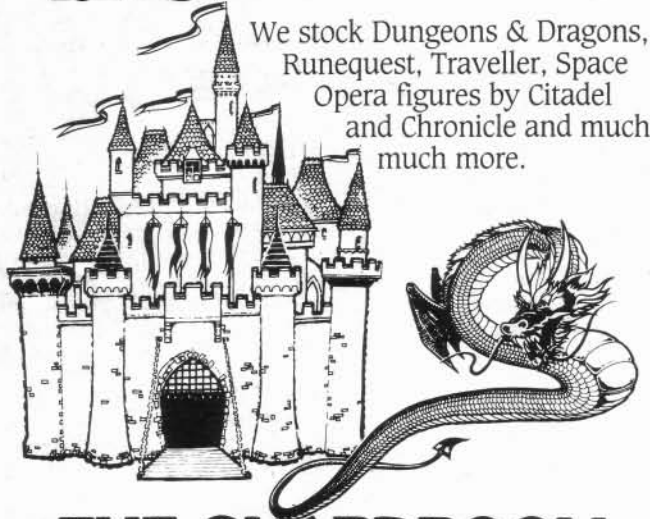 We stock Dungeons & Dragons,
Runequest, Traveller, Space
Opera figures by Citadel
and Chronicle and much
much more.